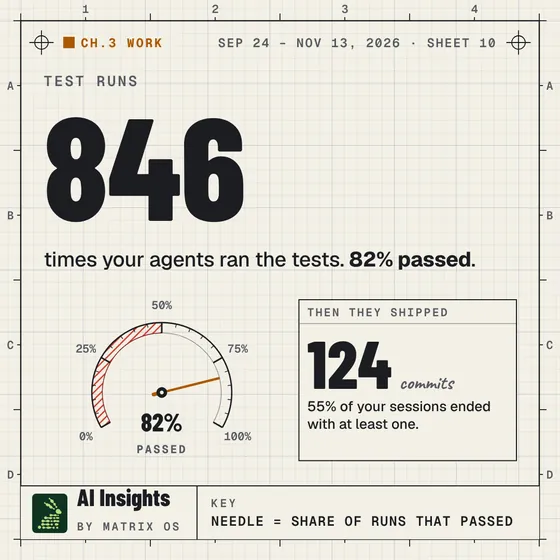 1 2 3 4
CH.3 WORK
SEP 24 – NOV 13, 2026 · SHEET 10
A A
TEST RUNS
846
B B
times your agents ran the tests. 82% passed.
50%
25% 75%
0% 100%
82%
PASSED
THEN THEY SHIPPED
124 commits
55% of your sessions ended
with at least one.
C C
D D
AI Insights
BY MATRIX OS
KEY
NEEDLE = SHARE OF RUNS THAT PASSED